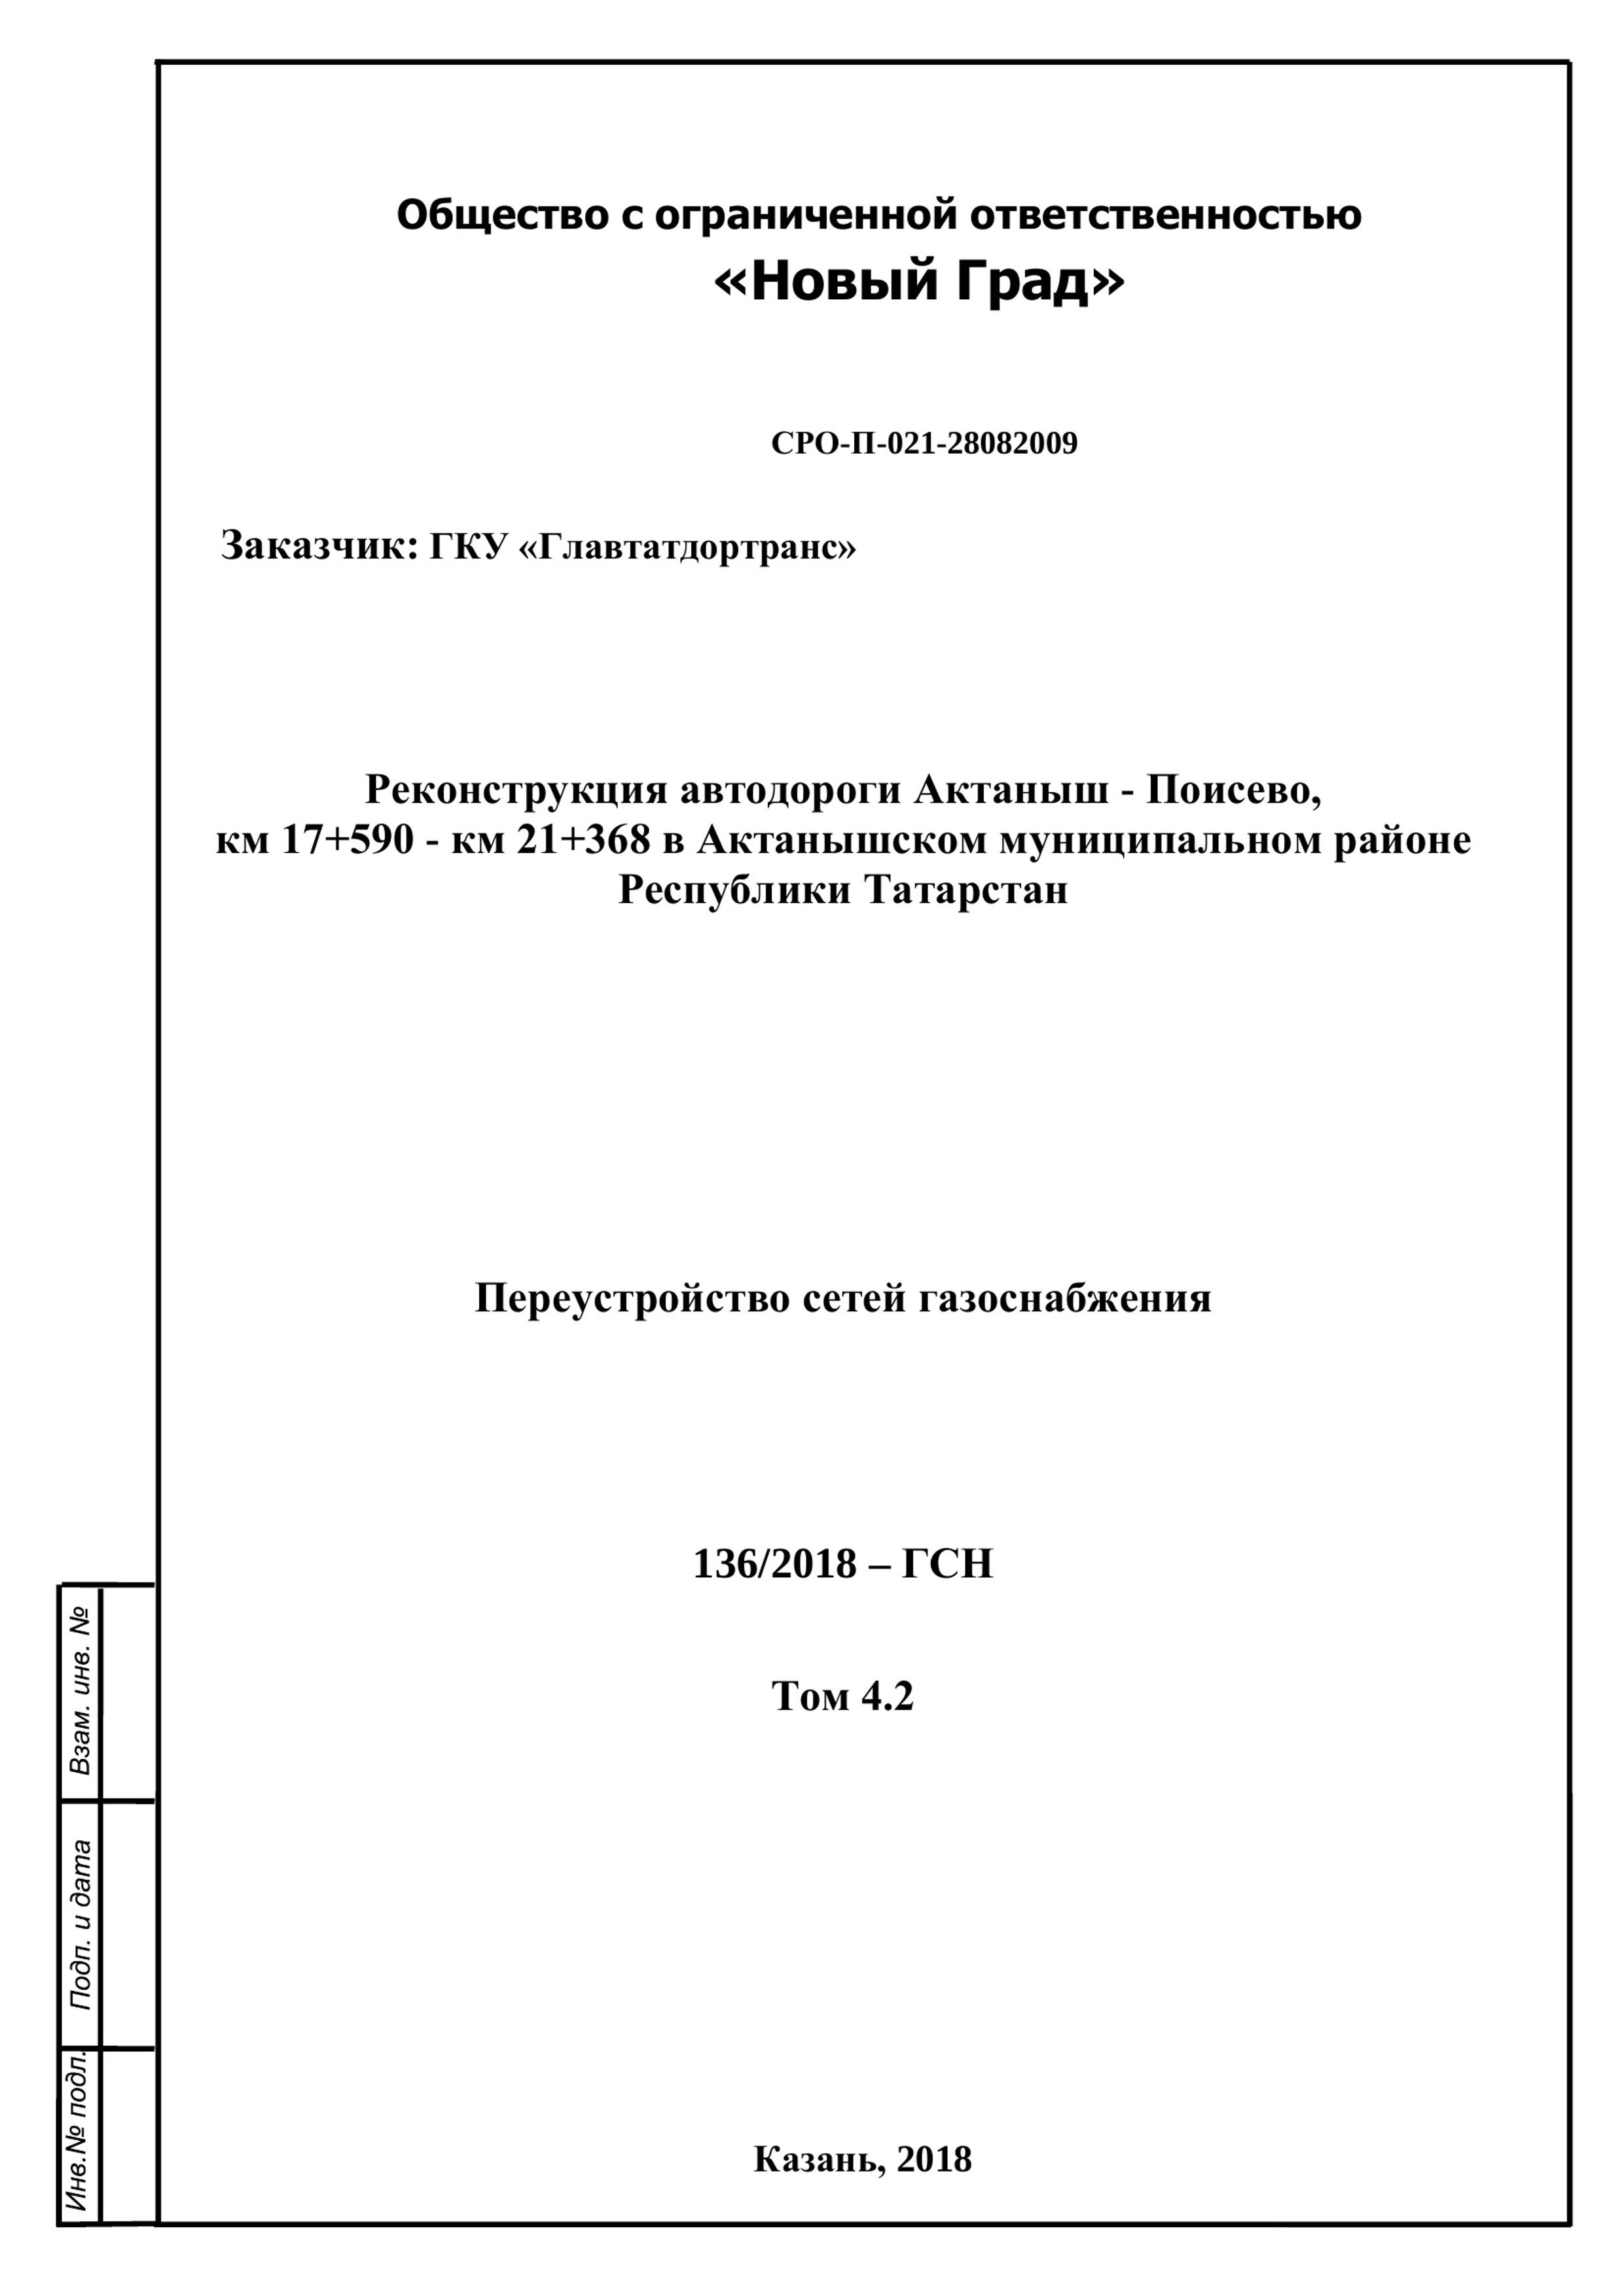 Общество с ограниченной ответственностью
«Новый Град»
СРО-П-021-28082009
Заказчик: ГКУ «Главтатдортранс»
Реконструкция автодороги Актаныш - Поисево,
км 17+590 - км 21+368 в Актанышском муниципальном районе
Республики Татарстан
Переустройство сетей газоснабжения
136/2018 – ГСН
Том 4.2
Взам. инв. №
Подп. и дата
Инв.№ подл.
Казань, 2018